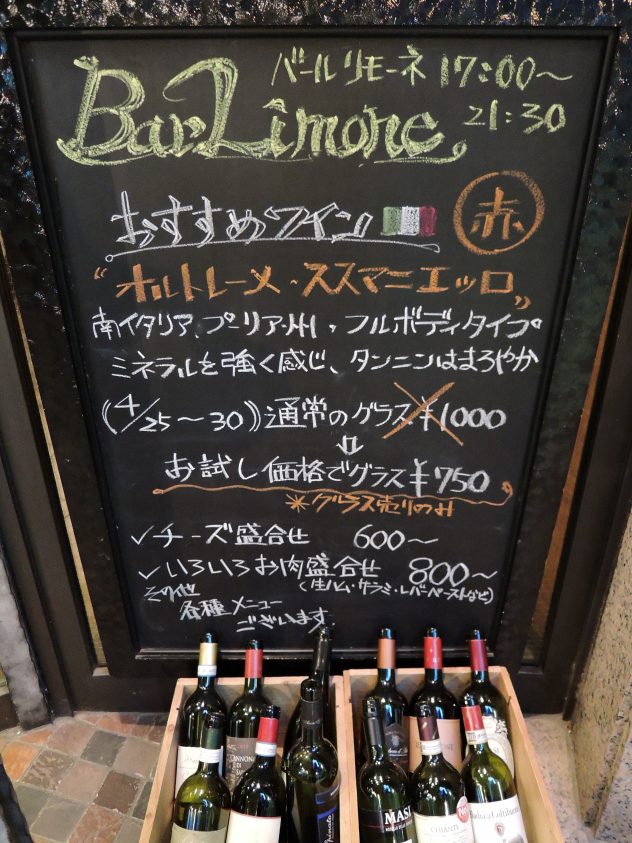 Bar Limone
バールリモーネ 17:00〜
21:30
おすすめワイン
赤
"オルトレーメ・ススマニエッロ"
南イタリア、プーリア州・フルボディタイプ
ミネラルを強く感じ、タンニンはまろやか
(4/25〜30) 通常のグラス ¥1000
⇩
お試し価格でグラス ¥750
※グラス売りのみ
✓チーズ盛合せ 600〜
✓いろいろお肉盛合せ 800〜
(生ハム・サラミ・レバーペーストなど)
その他
各種メニュー
ございます
CANNONA
DI
MASI
CHIANTI